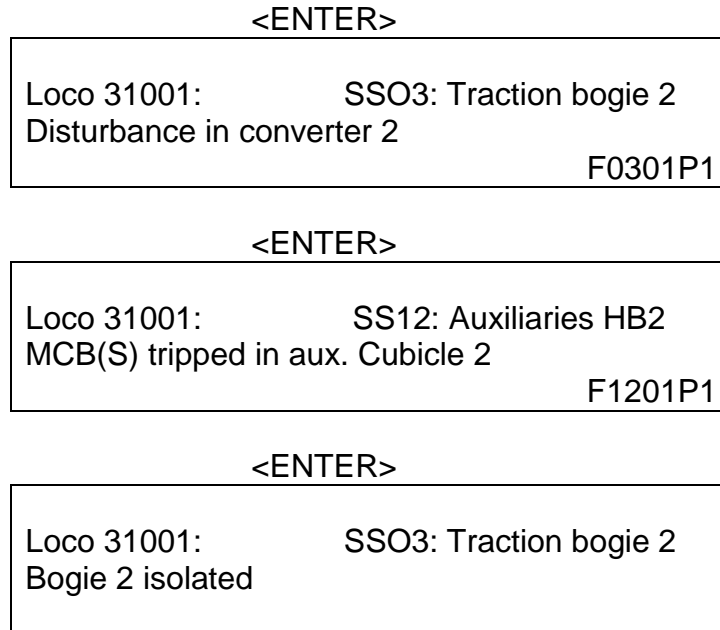 <ENTER>
Loco 31001: SSO3: Traction bogie 2
Disturbance in converter 2
F0301P1
<ENTER>
Loco 31001: SS12: Auxiliaries HB2
MCB(S) tripped in aux. Cubicle 2
F1201P1
<ENTER>
Loco 31001: SSO3: Traction bogie 2
Bogie 2 isolated